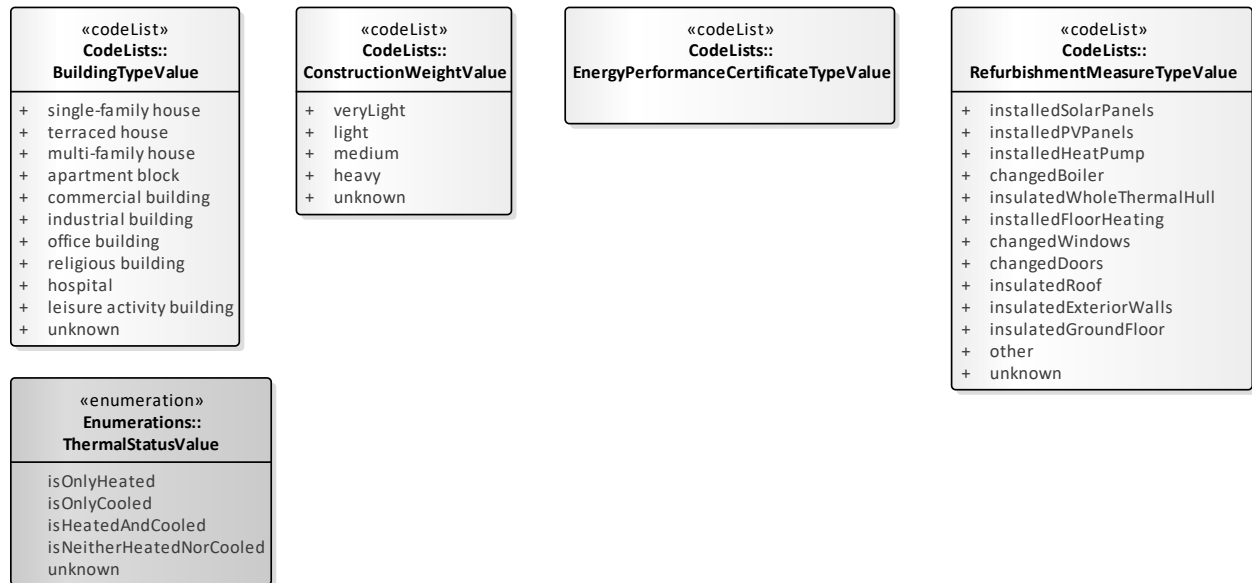 «codeList»
CodeLists::
BuildingTypeValue
+ single-family house
+ terraced house
+ multi-family house
+ apartment block
+ commercial building
+ industrial building
+ office building
+ religious building
+ hospital
+ leisure activity building
+ unknown
«codeList»
CodeLists::
ConstructionWeightValue
+ veryLight
+ light
+ medium
+ heavy
+ unknown
«codeList»
CodeLists::
EnergyPerformanceCertificateTypeValue
«codeList»
CodeLists::
RefurbishmentMeasureTypeValue
+ installedSolarPanels
+ installedPVPanels
+ installedHeatPump
+ changedBoiler
+ insulatedWholeThermalHull
+ installedFloorHeating
+ changedWindows
+ changedDoors
+ insulatedRoof
+ insulatedExteriorWalls
+ insulatedGroundFloor
+ other
+ unknown
«enumeration»
Enumerations::
ThermalStatusValue
isOnlyHeated
isOnlyCooled
isHeatedAndCooled
isNeitherHeatedNorCooled
unknown